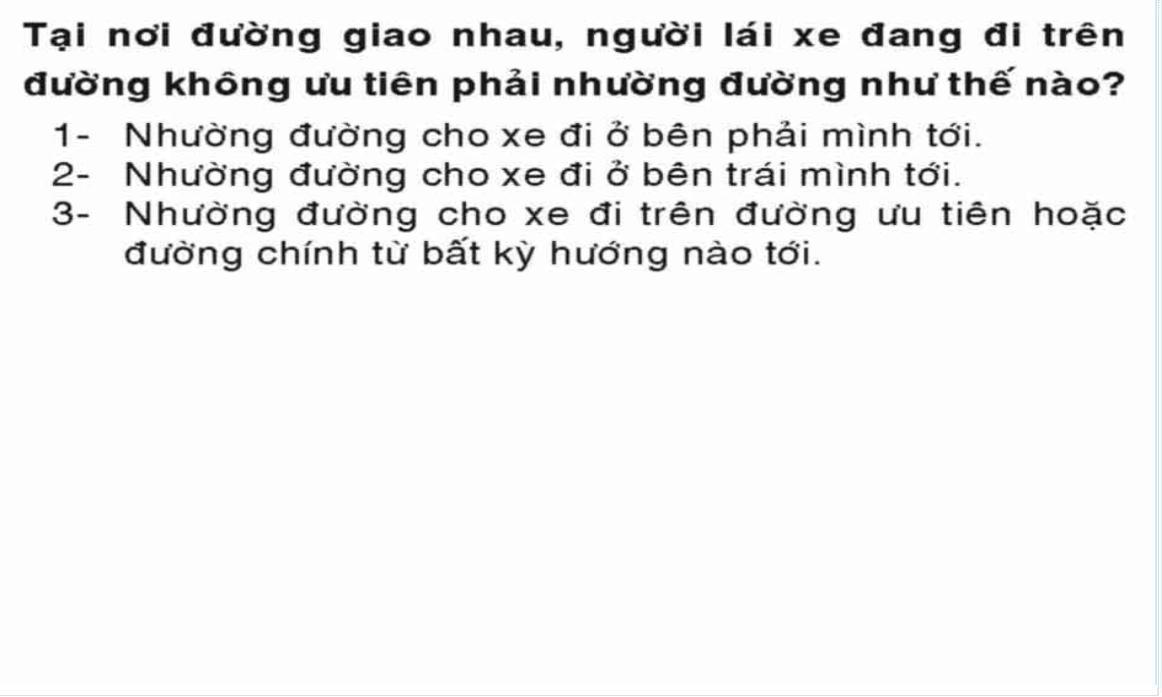 Tại nơi đường giao nhau, người lái xe đang đi trên
đường không ưu tiên phải nhường đường như thế nào?
1- Nhường đường cho xe đi ở bên phải mình tới.
2- Nhường đường cho xe đi ở bên trái mình tới.
3- Nhường đường cho xe đi trên đường ưu tiên hoặc
đường chính từ bất kỳ hướng nào tới.